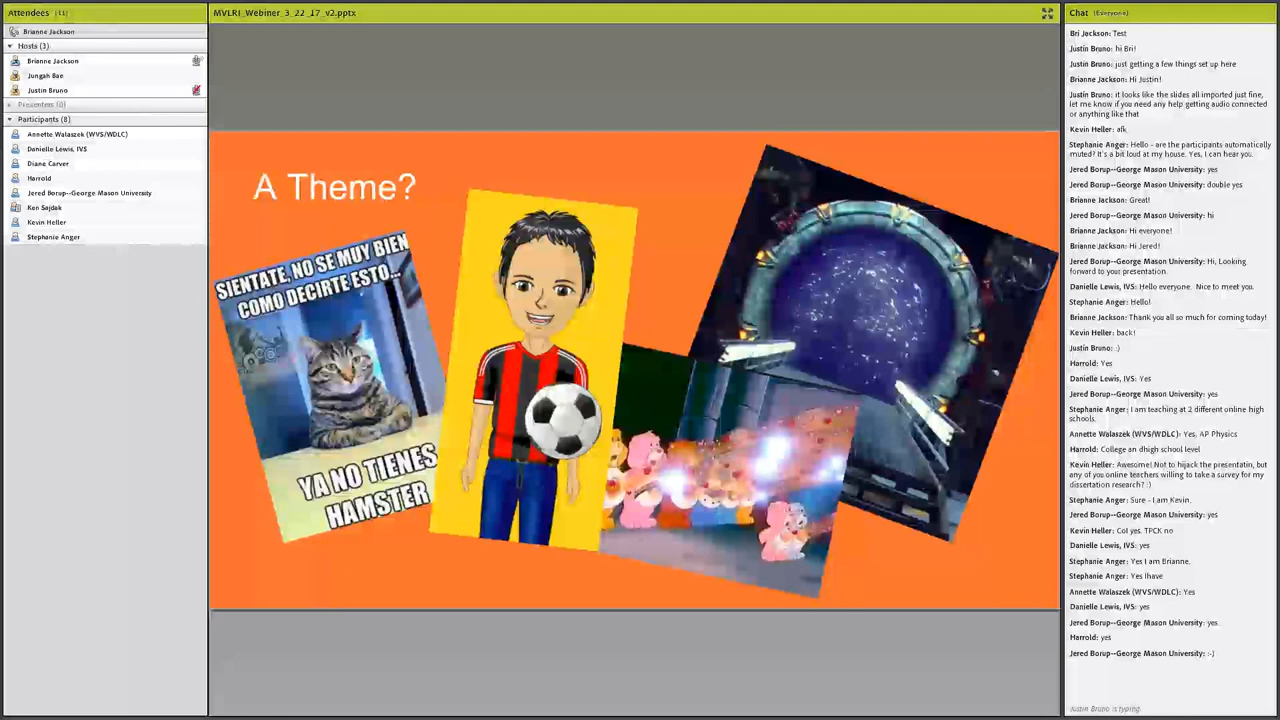 Attendees (11)
Brianne Jackson
Hosts (3)
Brianne Jackson
Jungah Bae
Justin Bruno
Presenters (0)
Participants (8)
Annette Walaszek (WVS/WDLC)
Danielle Lewis, IVS
Diane Carver
Harrold
Jered Borup--George Mason University
Ken Sajdak
Kevin Heller
Stephanie Anger
MVLRI_Webiner_3_22_17_v2.pptx
A Theme?
SIENTATE, NO SE MUY BIEN
COMO DECIRTE ESTO...
YA NO TIENES
HAMSTER
Chat (Everyone)
Bri Jackson: Test
Justin Bruno: hi Bri!
Justin Bruno: just getting a few things set up here
Brianne Jackson: Hi Justin!
Justin Bruno: it looks like the slides all imported just fine,
let me know if you need any help getting audio connected
or anything like that
Kevin Heller: afk
Stephanie Anger: Hello - are the participants automatically
muted? It's a bit loud at my house. Yes, I can hear you.
Jered Borup--George Mason University: yes
Jered Borup--George Mason University: double yes
Brianne Jackson: Great!
Jered Borup--George Mason University: hi
Brianne Jackson: Hi everyone!
Brianne Jackson: Hi Jered!
Jered Borup--George Mason University: Hi, Looking
forward to your presentation.
Danielle Lewis, IVS: Hello everyone. Nice to meet you.
Stephanie Anger: Hello!
Brianne Jackson: Thank you all so much for coming today!
Kevin Heller: back!
Justin Bruno: :)
Harrold: Yes
Danielle Lewis, IVS: Yes
Jered Borup--George Mason University: yes
Stephanie Anger: I am teaching at 2 different online high
schools.
Annette Walaszek (WVS/WDLC): Yes, AP Physics
Harrold: College an dhigh school level
Kevin Heller: Awesome! Not to hijack the presentatin, but
any of you online teachers willing to take a survey for my
dissertation research? :)
Stephanie Anger: Sure - I am Kevin.
Jered Borup--George Mason University: yes
Kevin Heller: CoI yes. TPCK no
Danielle Lewis, IVS: yes
Stephanie Anger: Yes I am Brianne.
Stephanie Anger: Yes Ihave
Annette Walaszek (WVS/WDLC): Yes
Danielle Lewis, IVS: yes
Jered Borup--George Mason University: yes
Harrold: yes
Jered Borup--George Mason University: :-)
Justin Bruno is typing.